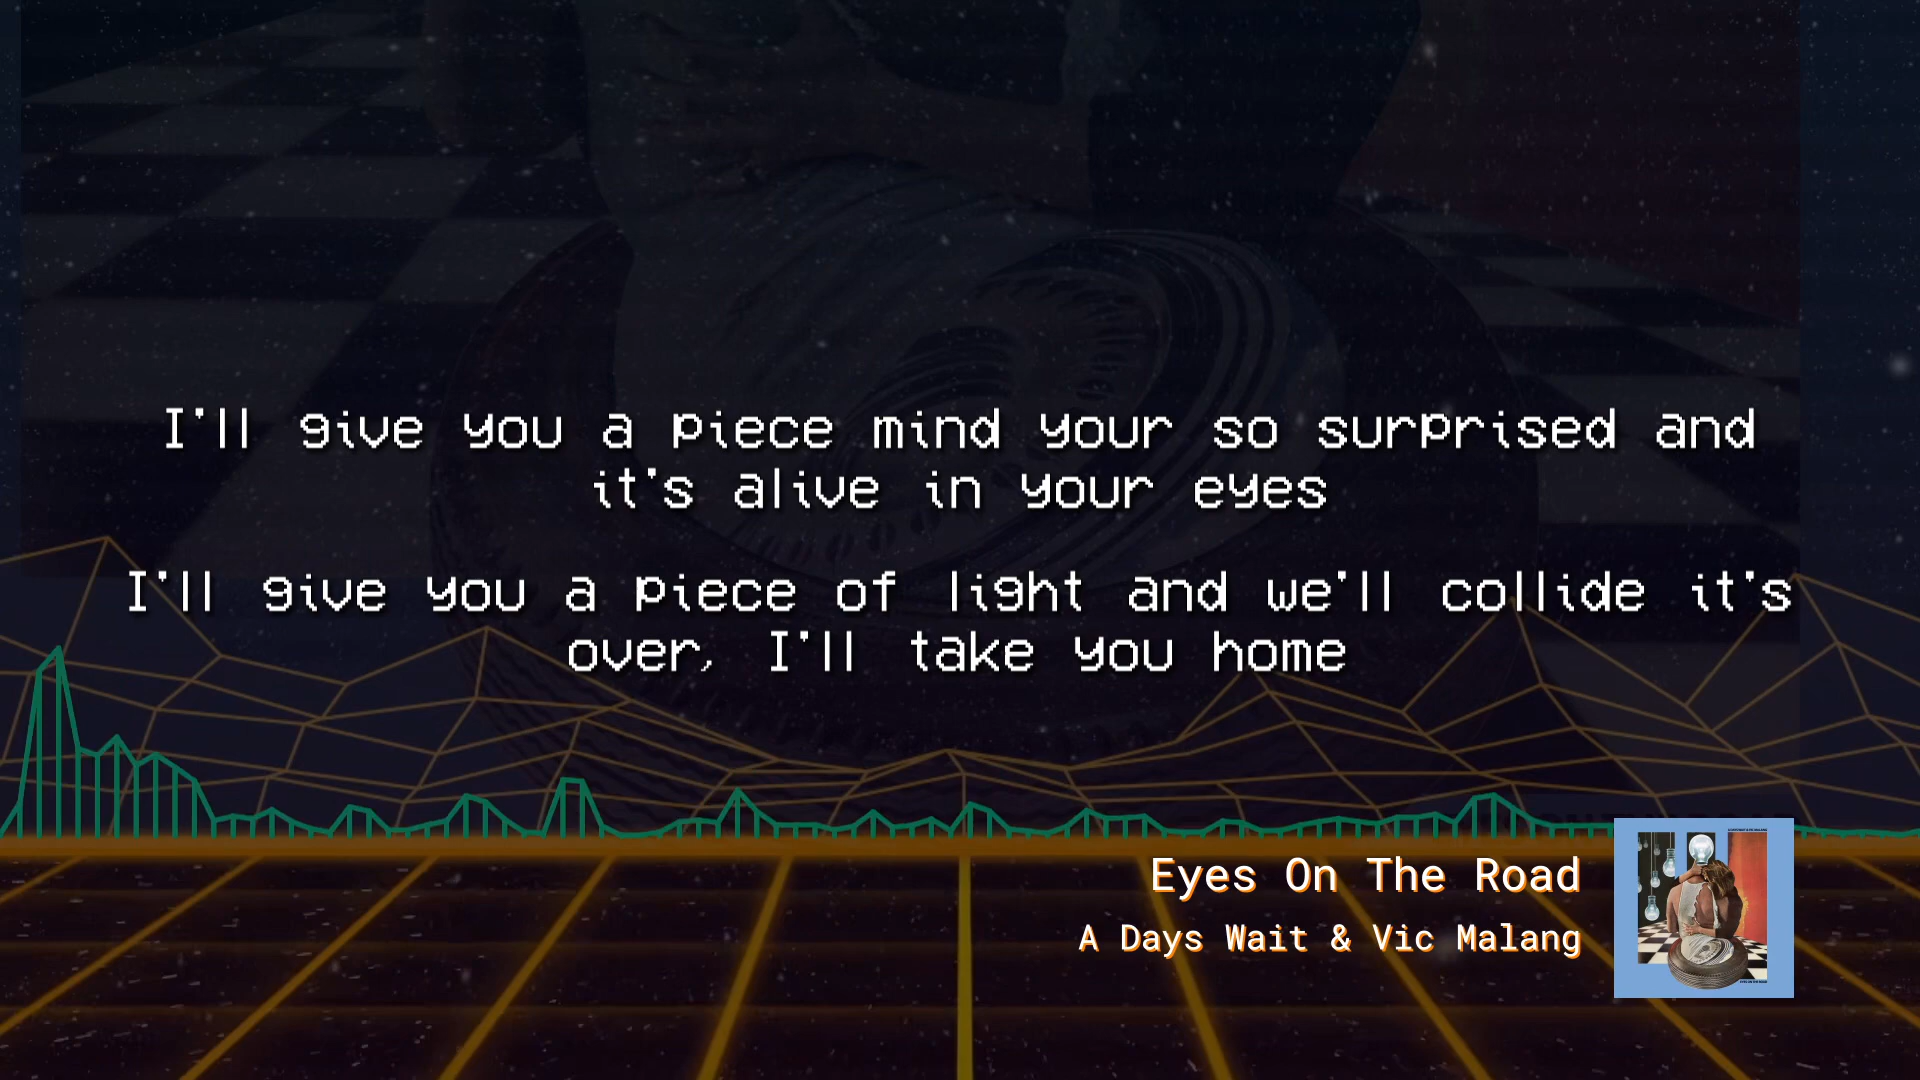 I'll give you a piece mind your so surprised and
it's alive in your eyes
I'll give you a piece of light and we'll collide it's
over, I'll take you home
Eyes On The Road
A Days Wait & Vic Malang